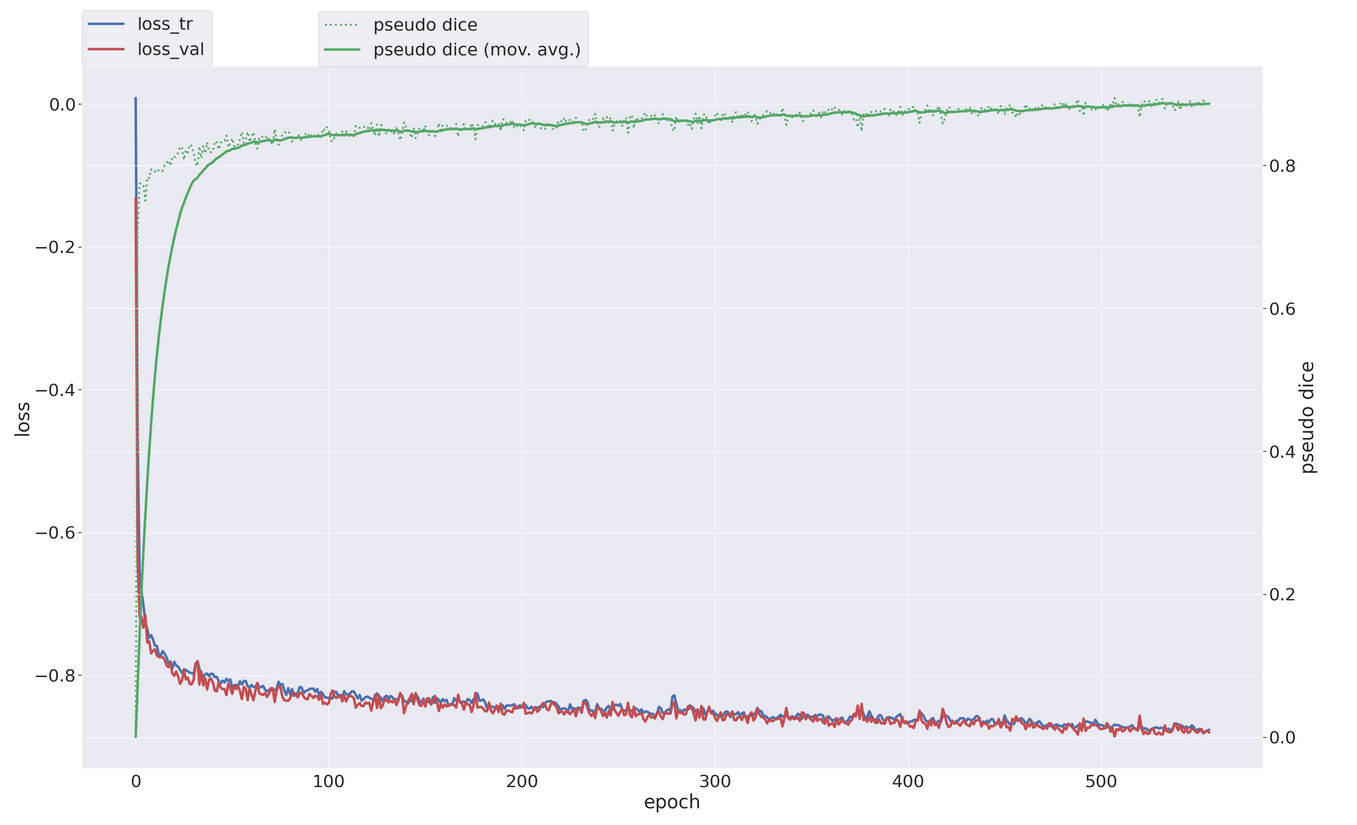 loss_tr
loss_val
pseudo dice
pseudo dice (mov. avg.)
0.0
−0.2
−0.4
−0.6
−0.8
loss
0.8
0.6
0.4
0.2
0.0
pseudo dice
0 100 200 300 400 500
epoch